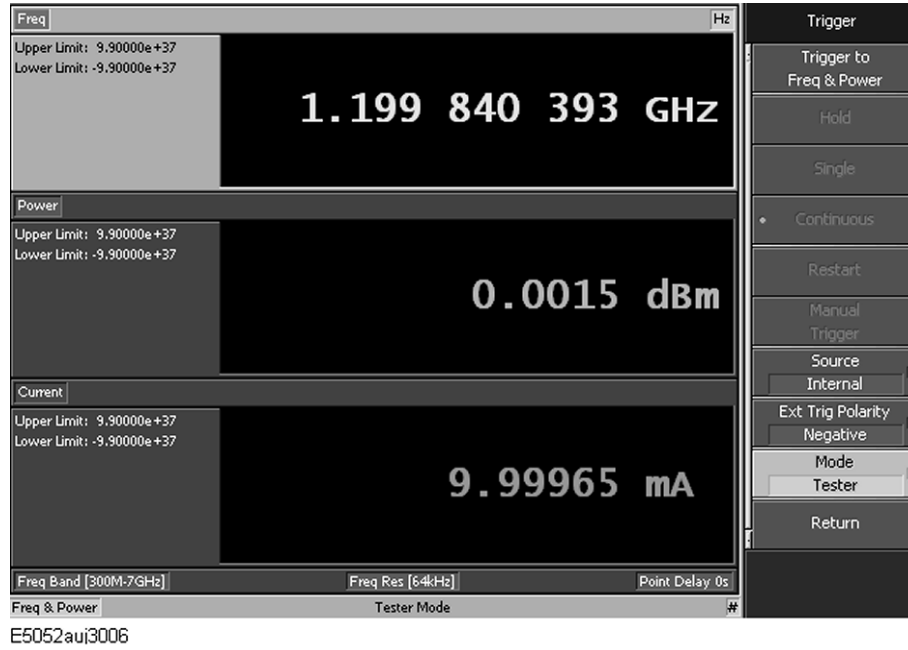 Freq Hz
Upper Limit: 9.90000e+37
Lower Limit: -9.90000e+37
1.199 840 393 GHz
Power
Upper Limit: 9.90000e+37
Lower Limit: -9.90000e+37
0.0015 dBm
Current
Upper Limit: 9.90000e+37
Lower Limit: -9.90000e+37
9.99965 mA
Freq Band [300M-7GHz] Freq Res [64kHz] Point Delay 0s
Freq & Power Tester Mode #
Trigger
Trigger to
Freq & Power
Hold
Single
Continuous
Restart
Manual
Trigger
Source
Internal
Ext Trig Polarity
Negative
Mode
Tester
Return
E5052auj3006